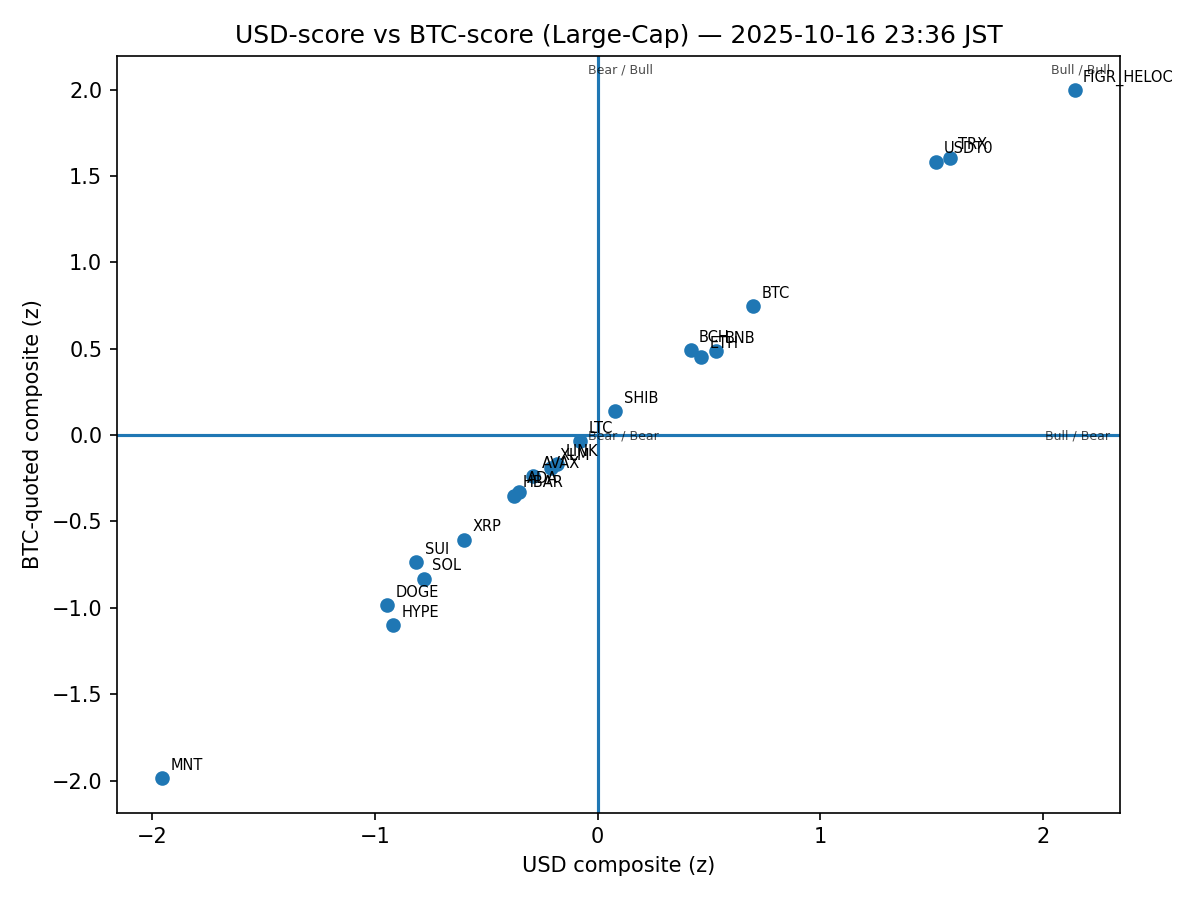 USD-score vs BTC-score (Large-Cap) — 2025-10-16 23:36 JST
Bear / Bull
Bull / Bull
FIGR_HELOC
TRX
USDT0
BTC
BCH
BNB
ETH
SHIB
LTC
Bear / Bear
Bull / Bear
LINK
XLM
AVAX
ADA
HBAR
XRP
SUI
SOL
DOGE
HYPE
MNT
2.0
1.5
1.0
0.5
0.0
−0.5
−1.0
−1.5
−2.0
BTC-quoted composite (z)
−2
−1
0
1
2
USD composite (z)